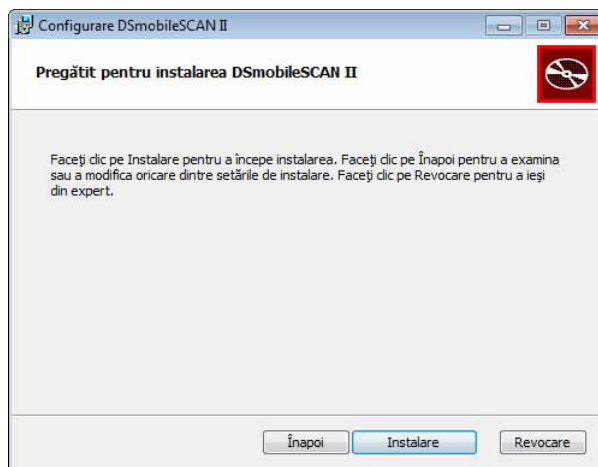 Configurare DSmobileSCAN II
Pregătit pentru instalarea DSmobileSCAN II
Faceţi clic pe Instalare pentru a începe instalarea. Faceţi clic pe Înapoi pentru a examina
sau a modifica oricare dintre setările de instalare. Faceţi clic pe Revocare pentru a ieşi
din expert.
Înapoi Instalare Revocare